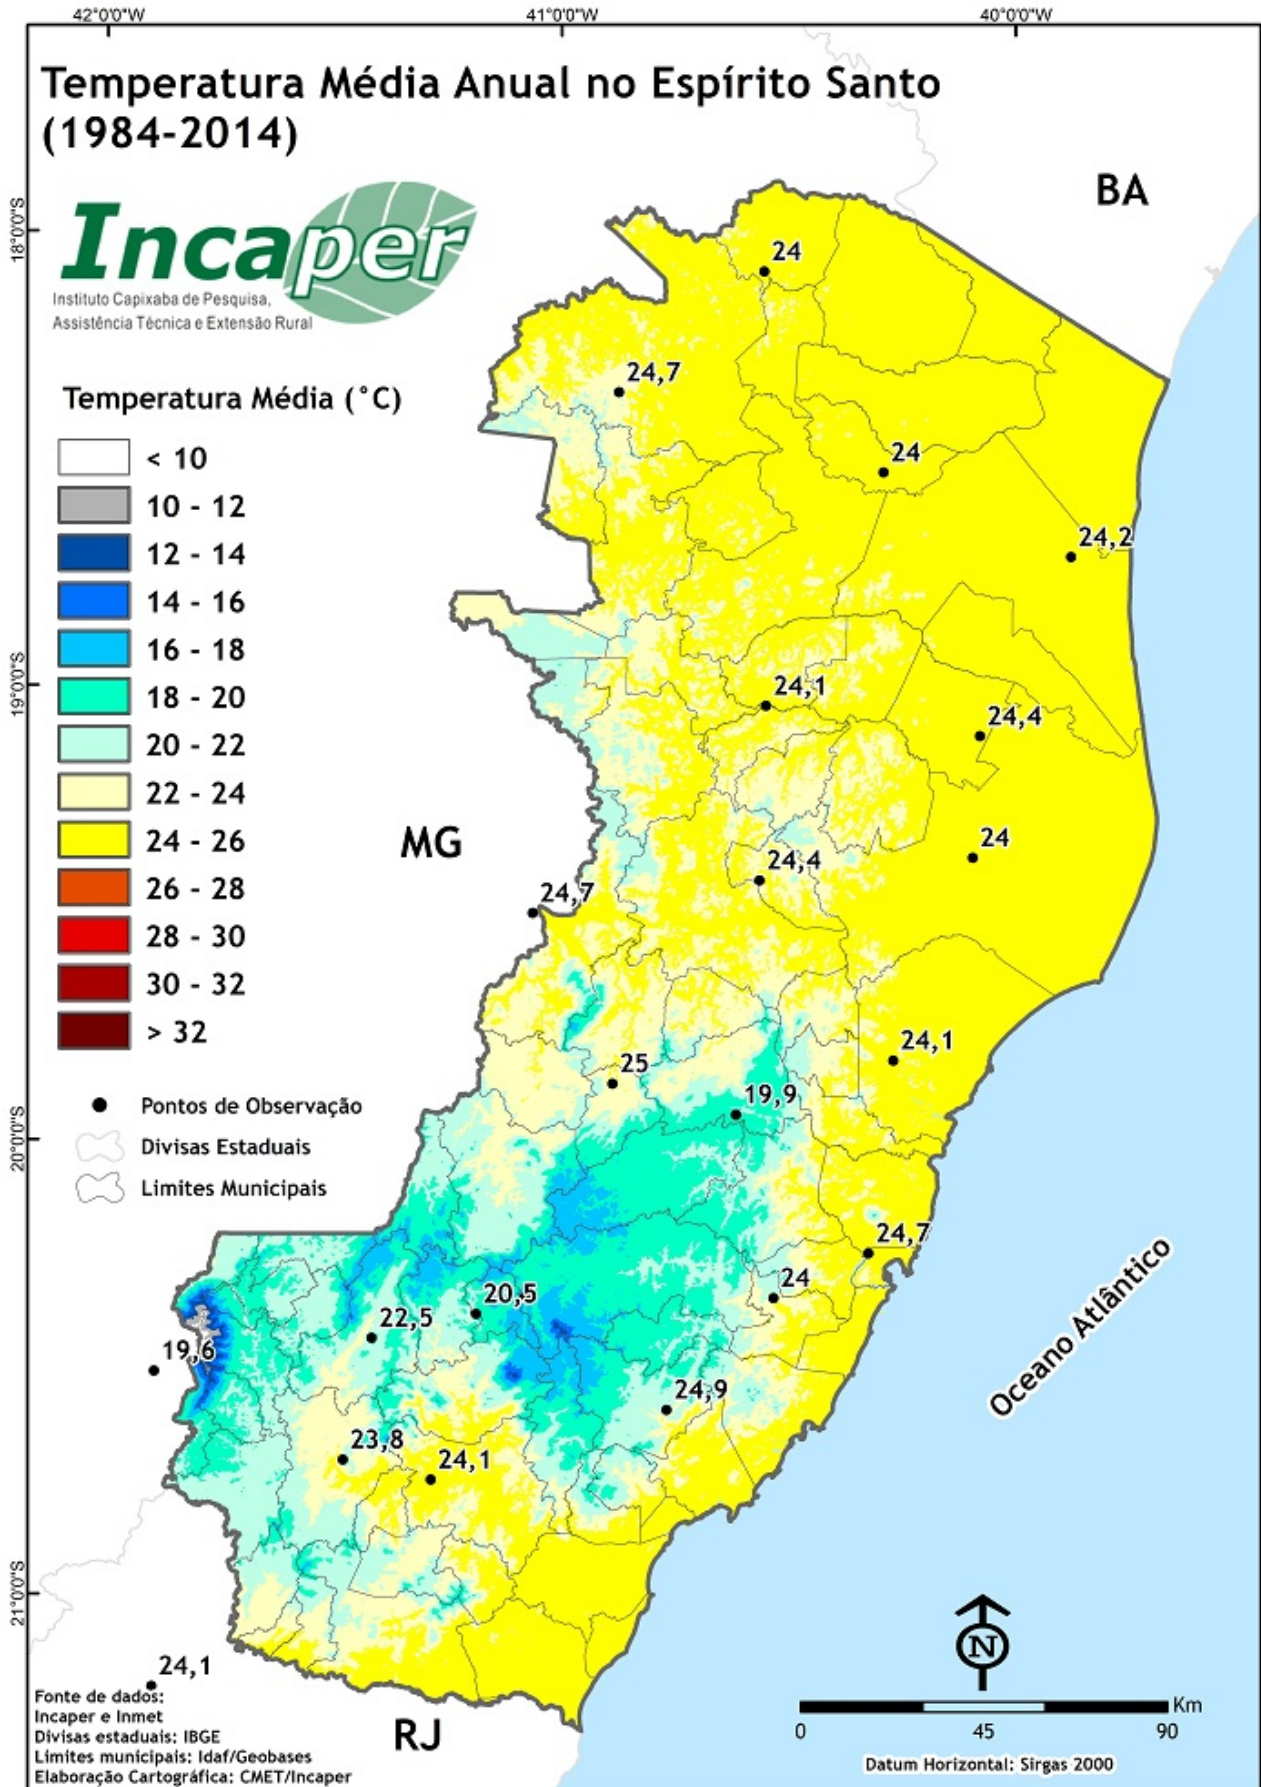 42°0'0"W
41°0'0"W
40°0'0"W
Temperatura Média Anual no Espírito Santo
(1984-2014)
BA
18°0'0"S
Incaper
Instituto Capixaba de Pesquisa,
Assistência Técnica e Extensão Rural
24
24,7
Temperatura Média (°C)
< 10
10 - 12
12 - 14
14 - 16
16 - 18
18 - 20
20 - 22
22 - 24
24 - 26
26 - 28
28 - 30
30 - 32
> 32
24
24,2
19°0'0"S
24,1
24,4
MG
24
24,4
24,7
24,1
25
19,9
Pontos de Observação
Divisas Estaduais
Limites Municipais
20°0'0"S
24,7
24
20,5
22,5
19,6
24,9
23,8
24,1
Oceano Atlântico
21°0'0"S
N
24,1
Fonte de dados:
Incaper e Inmet
Divisas estaduais: IBGE
Limites municipais: Idaf/Geobases
Elaboração Cartográfica: CMET/Incaper
RJ
Km
0 45 90
Datum Horizontal: Sirgas 2000